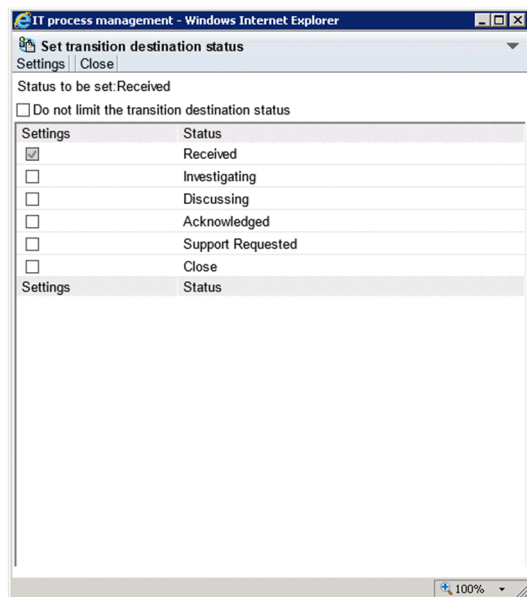 IT process management - Windows Internet Explorer
Set transition destination status
Settings Close
Status to be set:Received
Do not limit the transition destination status
Settings Status
Received
Investigating
Discussing
Acknowledged
Support Requested
Close
Settings Status
100%